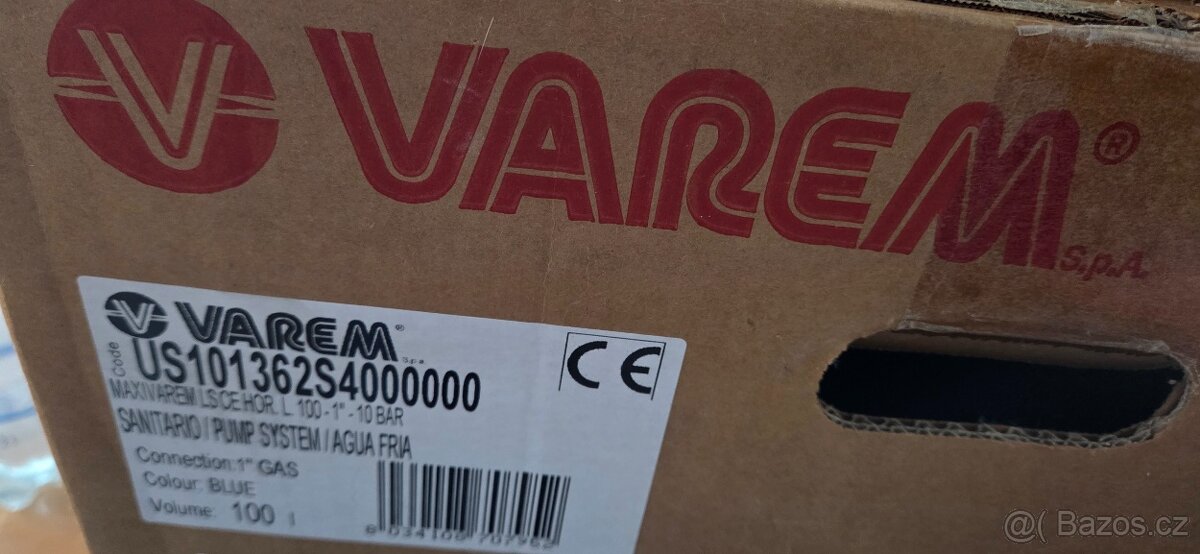 V VAREM®
S.p.A.
V VAREM®
S.p.a.
Code US101362S4000000
MAXIVAREM LS CE HOR. L. 100 - 1" - 10 BAR
SANITARIO / PUMP SYSTEM / AGUA FRIA
CE
Connection: 1" GAS
Colour: BLUE
Volume: 100 l
@( Bazos.cz